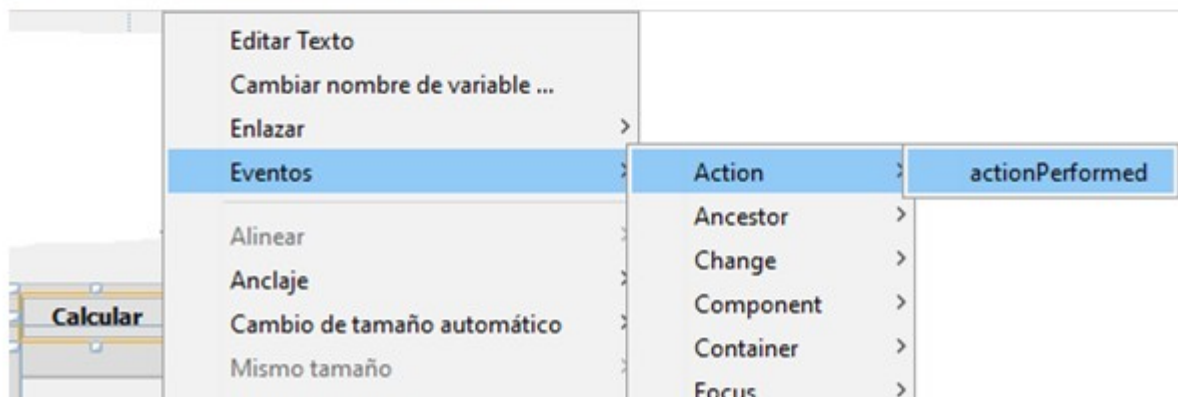 Editar Texto
Cambiar nombre de variable ...
Enlazar
Eventos
Alinear
Anclaje
Cambio de tamaño automático
Mismo tamaño
Action
Ancestor
Change
Component
Container
Focus
actionPerformed
Calcular